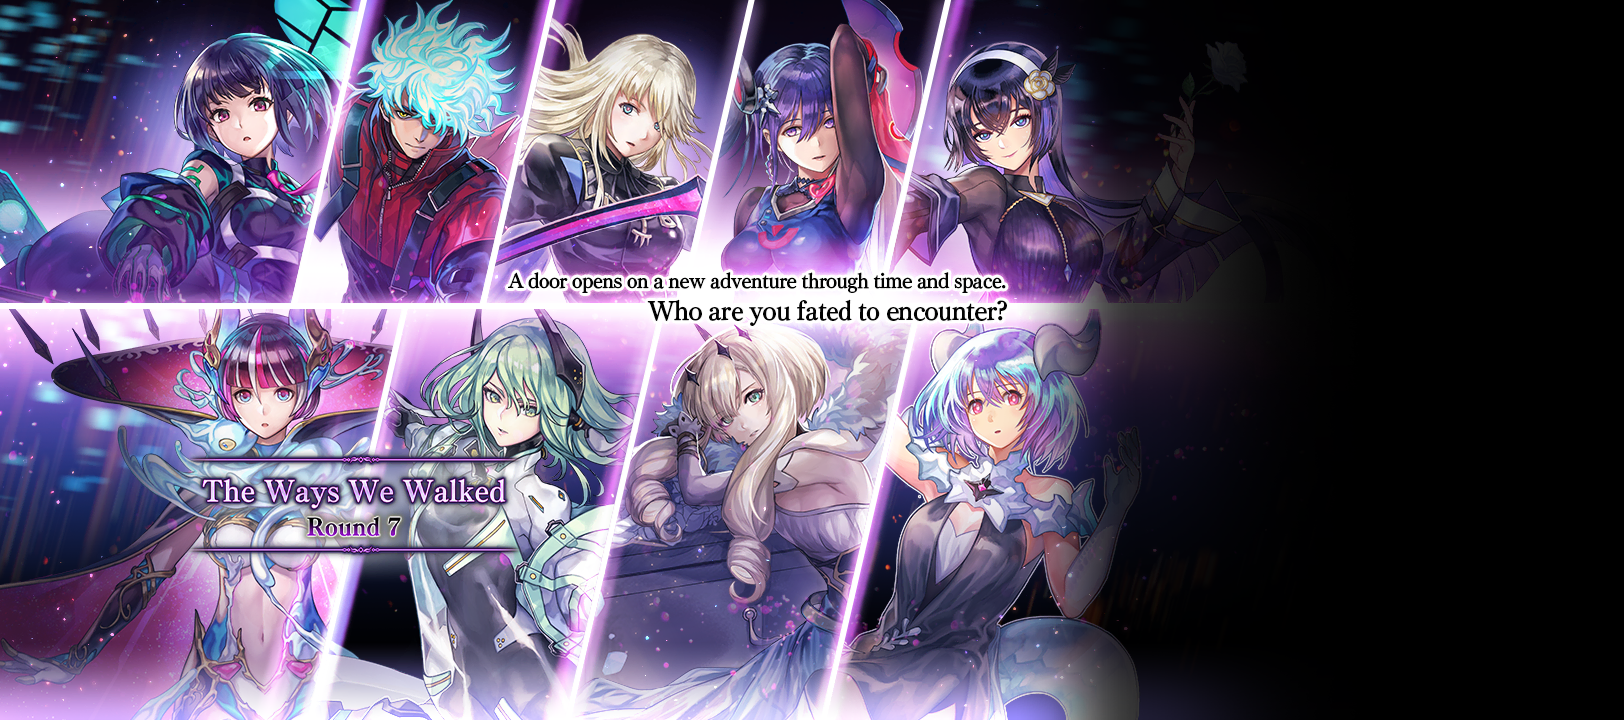 A door opens on a new adventure through time and space.
Who are you fated to encounter?
The Ways We Walked
Round 7